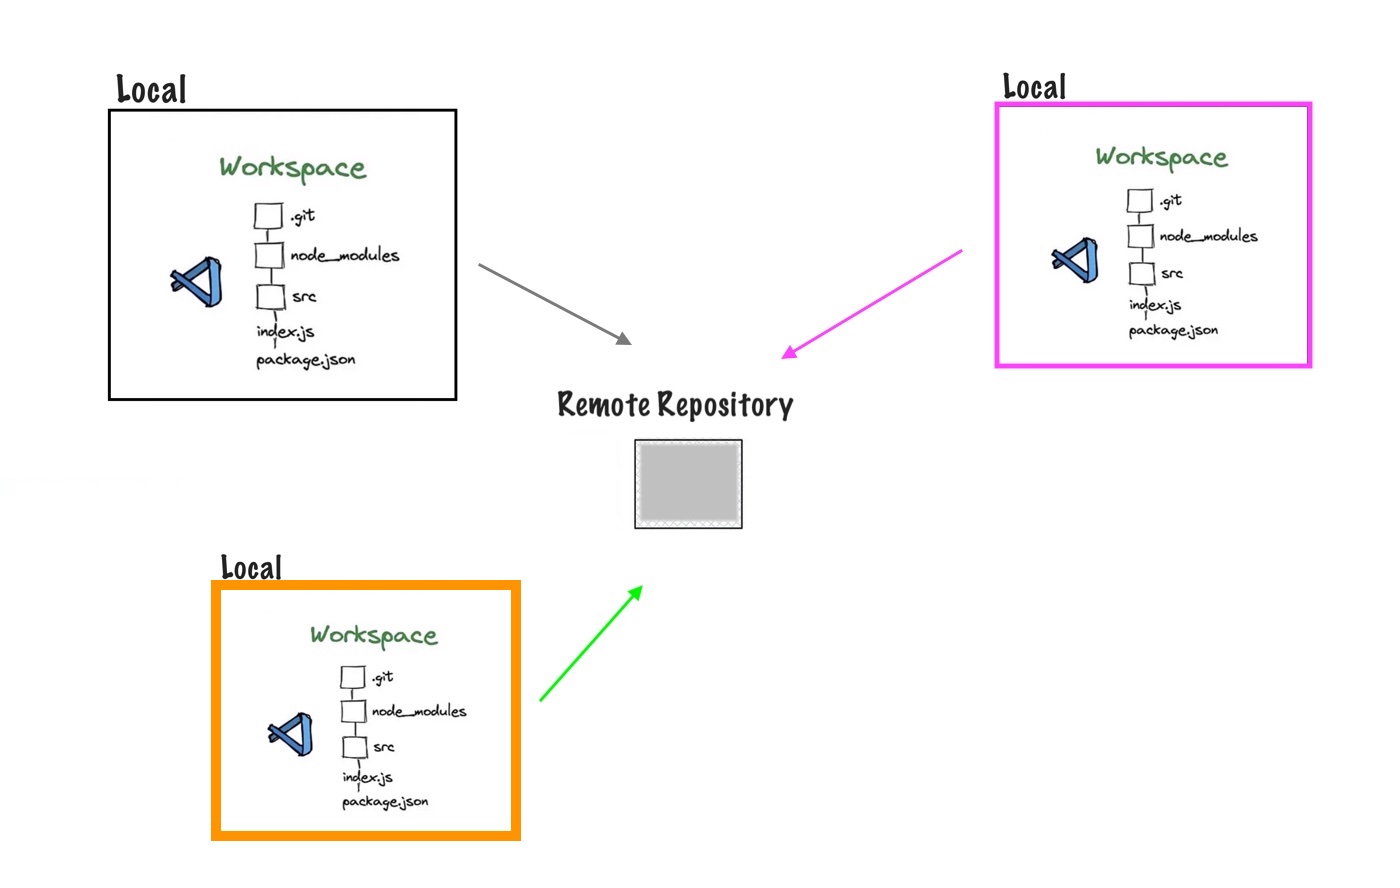 Local
Workspace
.git
node_modules
src
index.js
package.json
Local
Workspace
.git
node_modules
src
index.js
package.json
Remote Repository
Local
Workspace
.git
node_modules
src
index.js
package.json